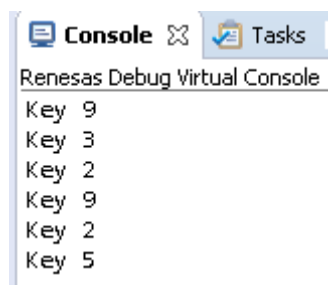 Console Tasks
Renesas Debug Virtual Console
Key 9
Key 3
Key 2
Key 9
Key 2
Key 5